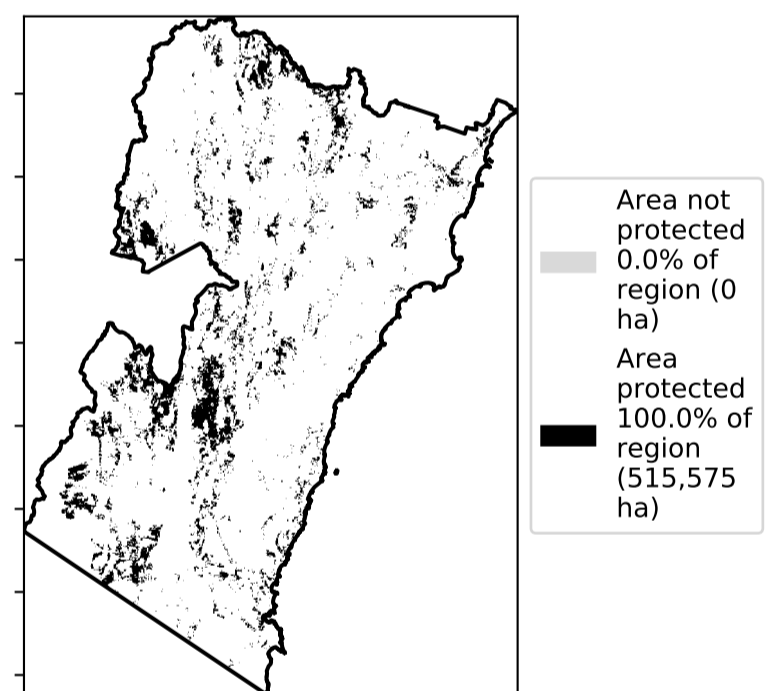 Area not
protected
0.0% of
region (0
ha)
Area
protected
100.0% of
region
(515,575
ha)